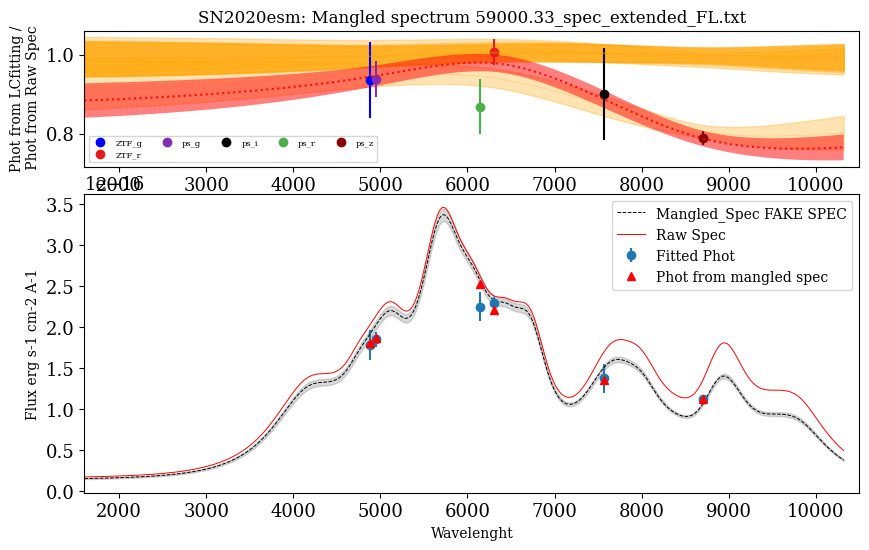 SN2020esm: Mangled spectrum 59000.33_spec_extended_FL.txt
Phot from LCfitting /
Phot from Raw Spec
1.0
0.8
ZTF_g
ps_g
ps_i
ps_r
ps_z
ZTF_r
2000 3000 4000 5000 6000 7000 8000 9000 10000
1e−16
Flux erg s-1 cm-2 A-1
3.5
3.0
2.5
2.0
1.5
1.0
0.5
0.0
Mangled_Spec FAKE SPEC
Raw Spec
Fitted Phot
Phot from mangled spec
2000 3000 4000 5000 6000 7000 8000 9000 10000
Wavelenght